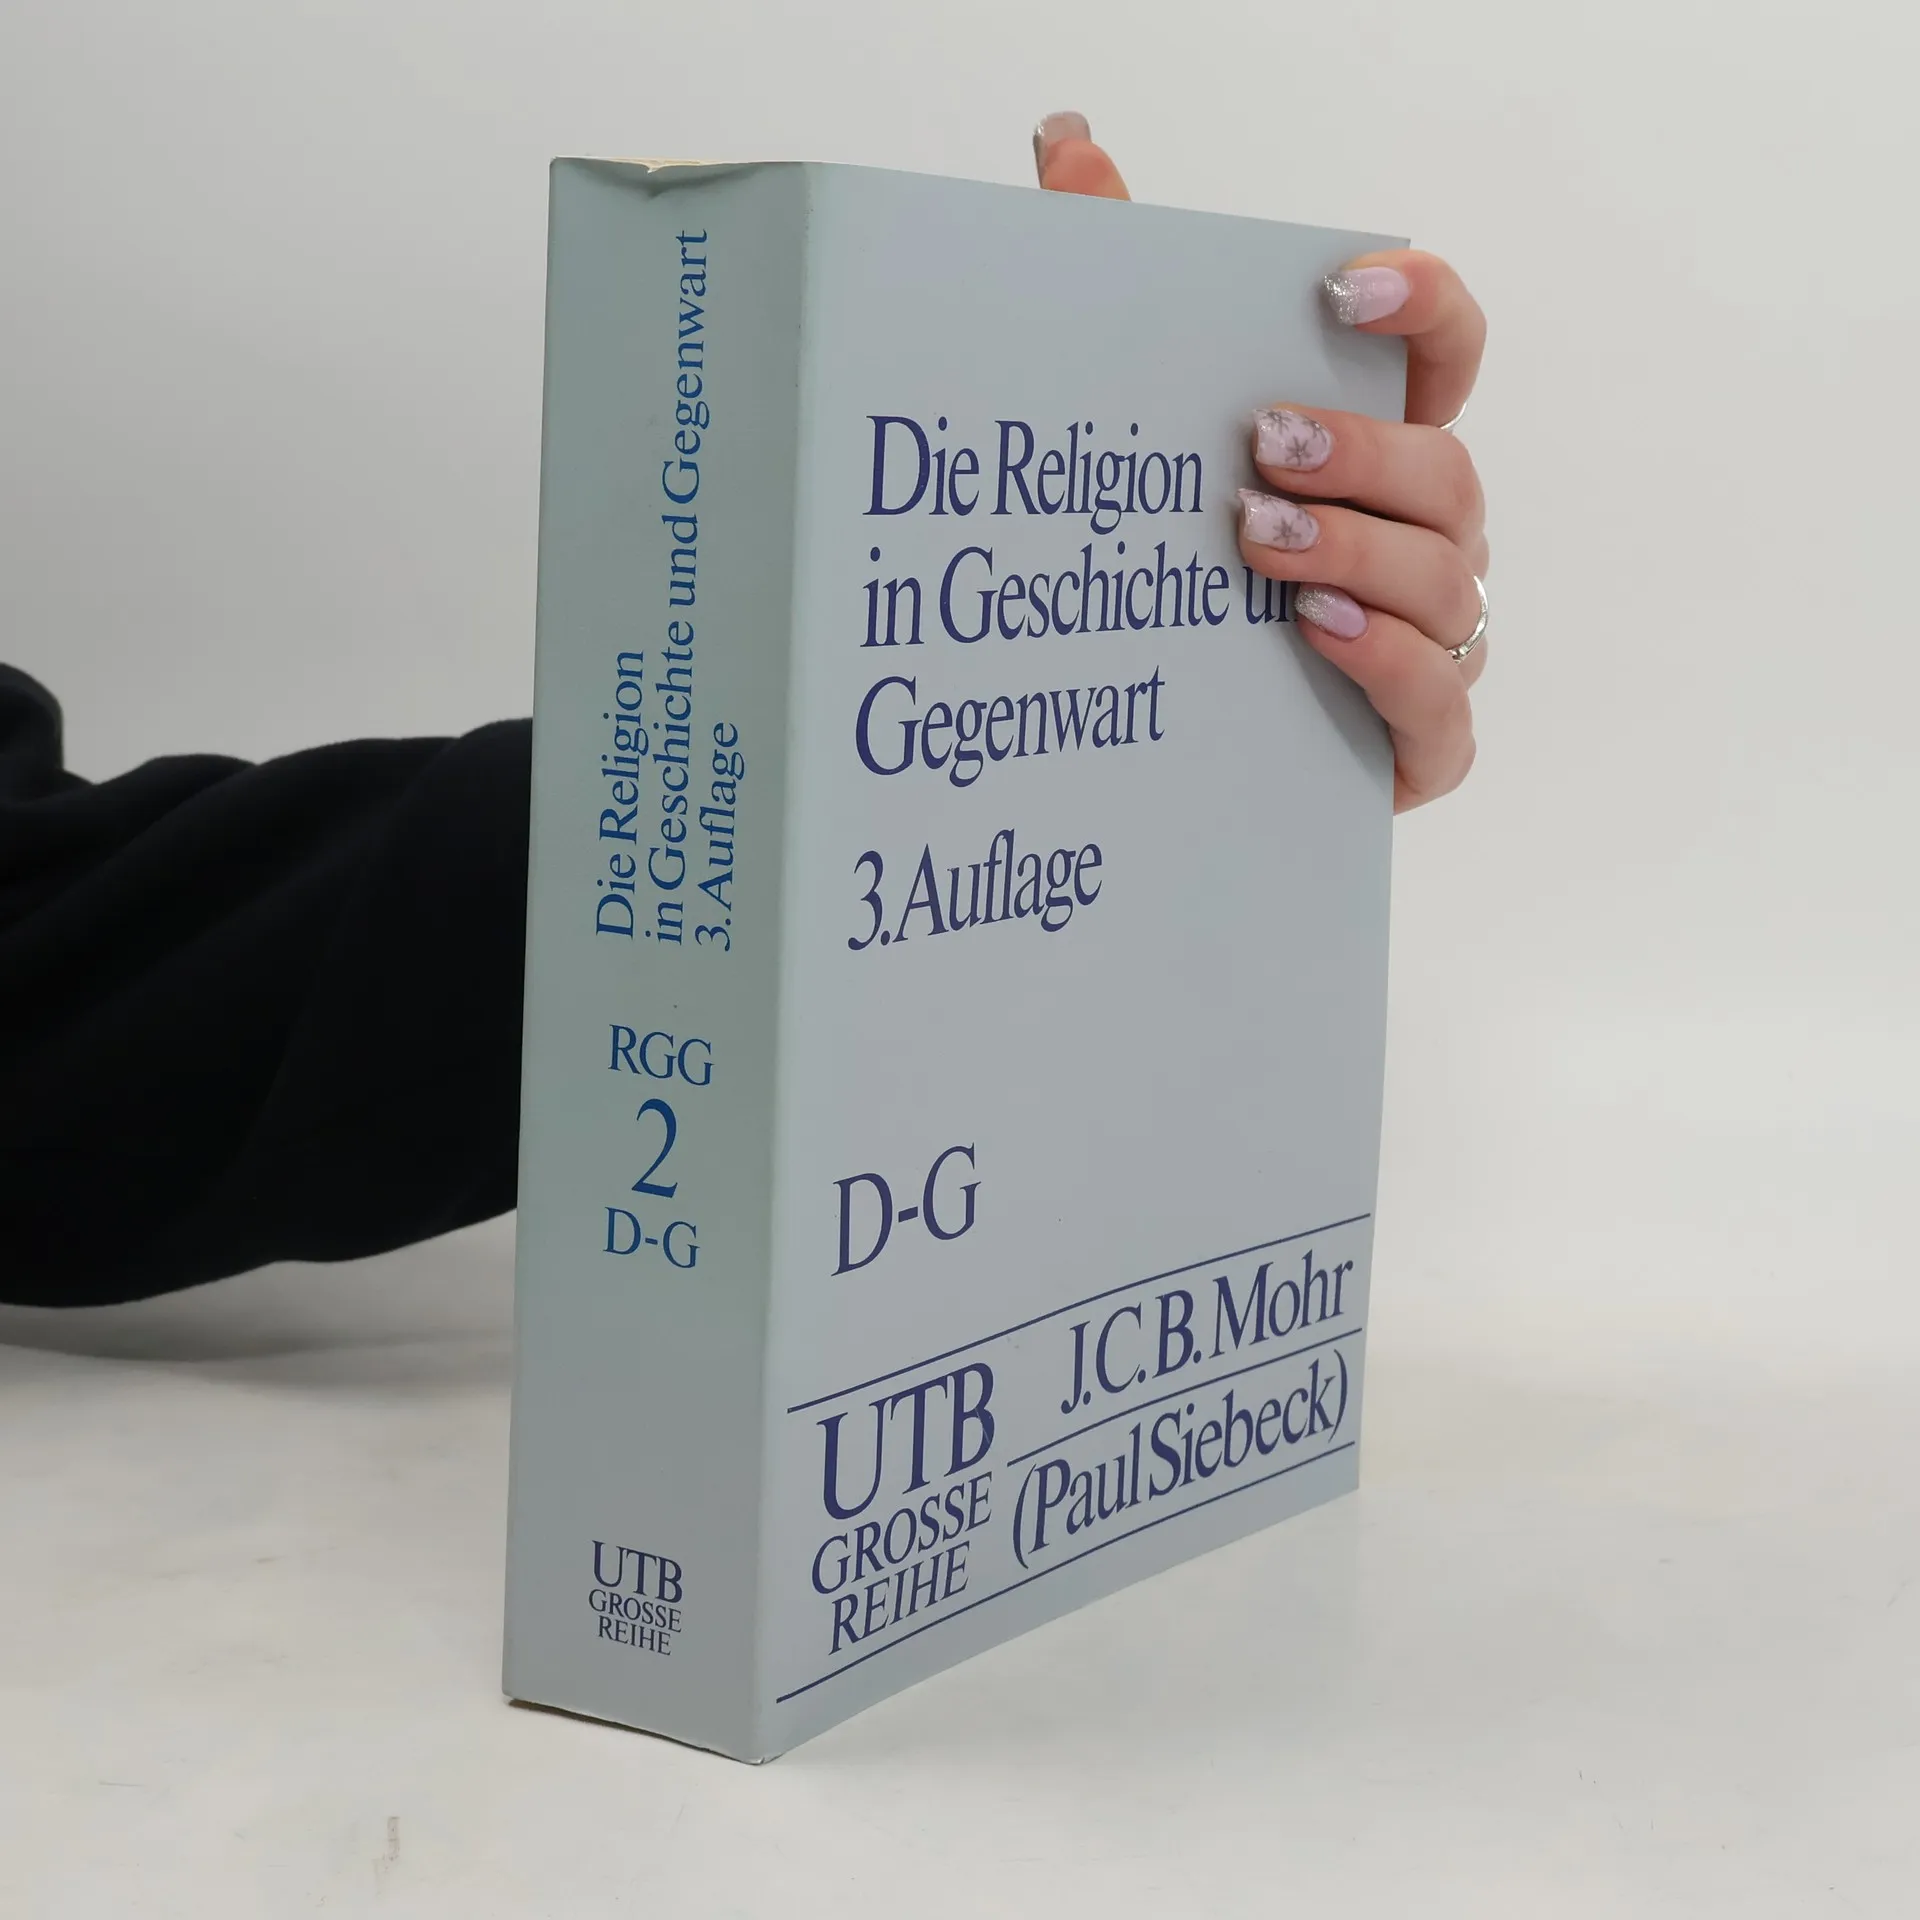 Die Religion
in Geschichte und Gegenwart
3. Auflage
RGG
2
D-G
UTB
GROSSE
REIHE
Die Religion
in Geschichte
Gegenwart
3. Auflage
D-G
UTB
GROSSE
REIHE
J.C.B. Mohr
(Paul Siebeck)